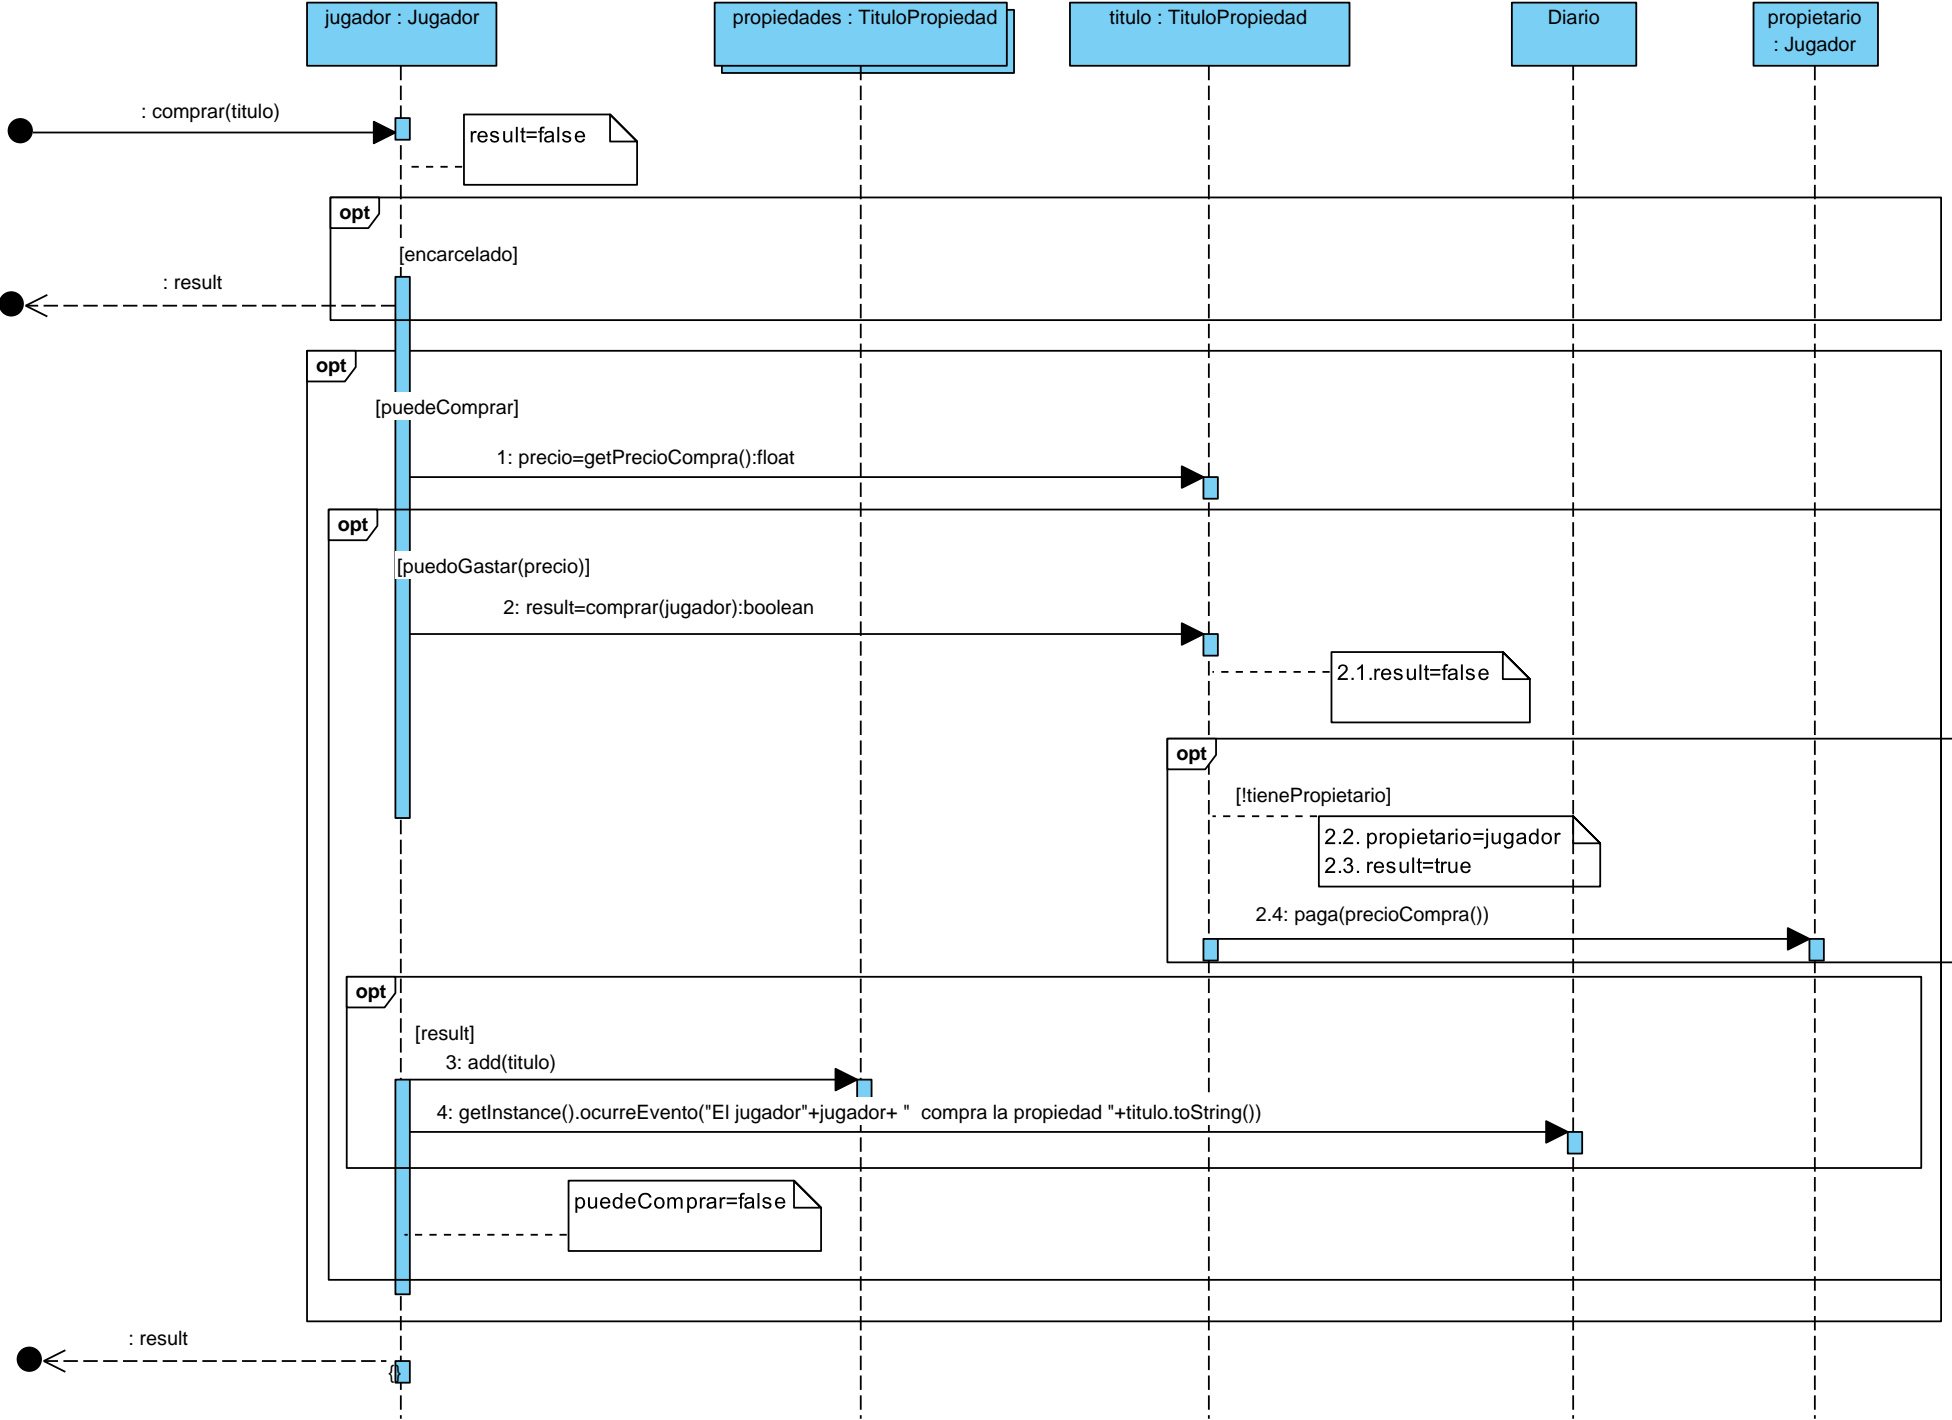 jugador : Jugador
propiedades : TituloPropiedad
titulo : TituloPropiedad
Diario
propietario
: Jugador
: comprar(titulo)
result=false
opt
[encarcelado]
: result
opt
[puedeComprar]
1: precio=getPrecioCompra():float
opt
[puedoGastar(precio)]
2: result=comprar(jugador):boolean
2.1.result=false
opt
[!tienePropietario]
2.2. propietario=jugador
2.3. result=true
2.4: paga(precioCompra())
opt
[result]
3: add(titulo)
4: getInstance().ocurreEvento("El jugador"+jugador+ "  compra la propiedad "+titulo.toString())
puedeComprar=false
: result
{}